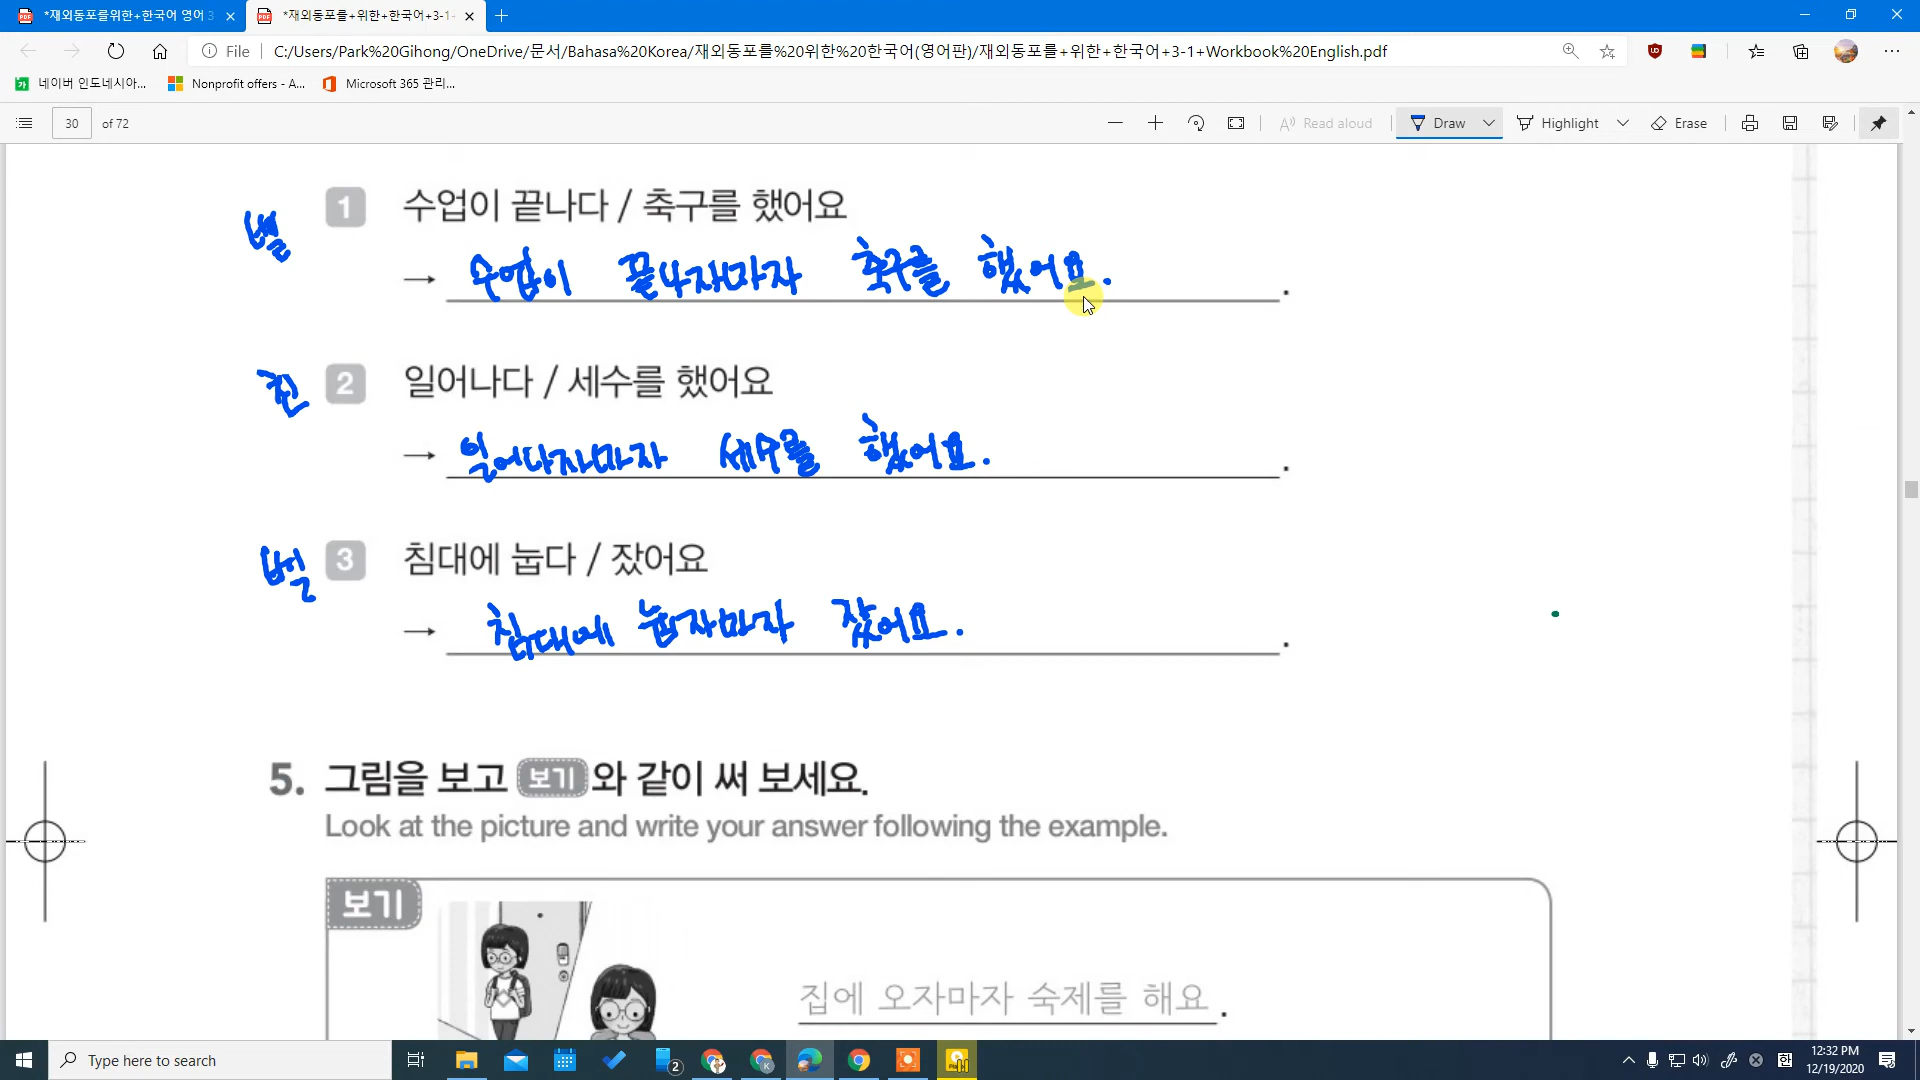 *재외동포를위한+한국어 영어 3
*재외동포를+위한+한국어+3-1-
File C:/Users/Park%20Gihong/OneDrive/문서/Bahasa%20Korea/재외동포를%20위한%20한국어(영어판)/재외동포를+위한+한국어+3-1+Workbook%20English.pdf
네이버 인도네시아... Nonprofit offers - A... Microsoft 365 관리...
30 of 72 Read aloud Draw Highlight Erase
1 수업이 끝나다 / 축구를 했어요
벨
→ 수업이 끝나자마자 축구를 했어요.
2 일어나다 / 세수를 했어요
친
→ 일어나자마자 세수를 했어요.
3 침대에 눕다 / 잤어요
벨
→ 침대에 눕자마자 잤어요.
5. 그림을 보고 보기 와 같이 써 보세요.
Look at the picture and write your answer following the example.
보기
집에 오자마자 숙제를 해요.
Type here to search
2
K
한
12:32 PM
12/19/2020